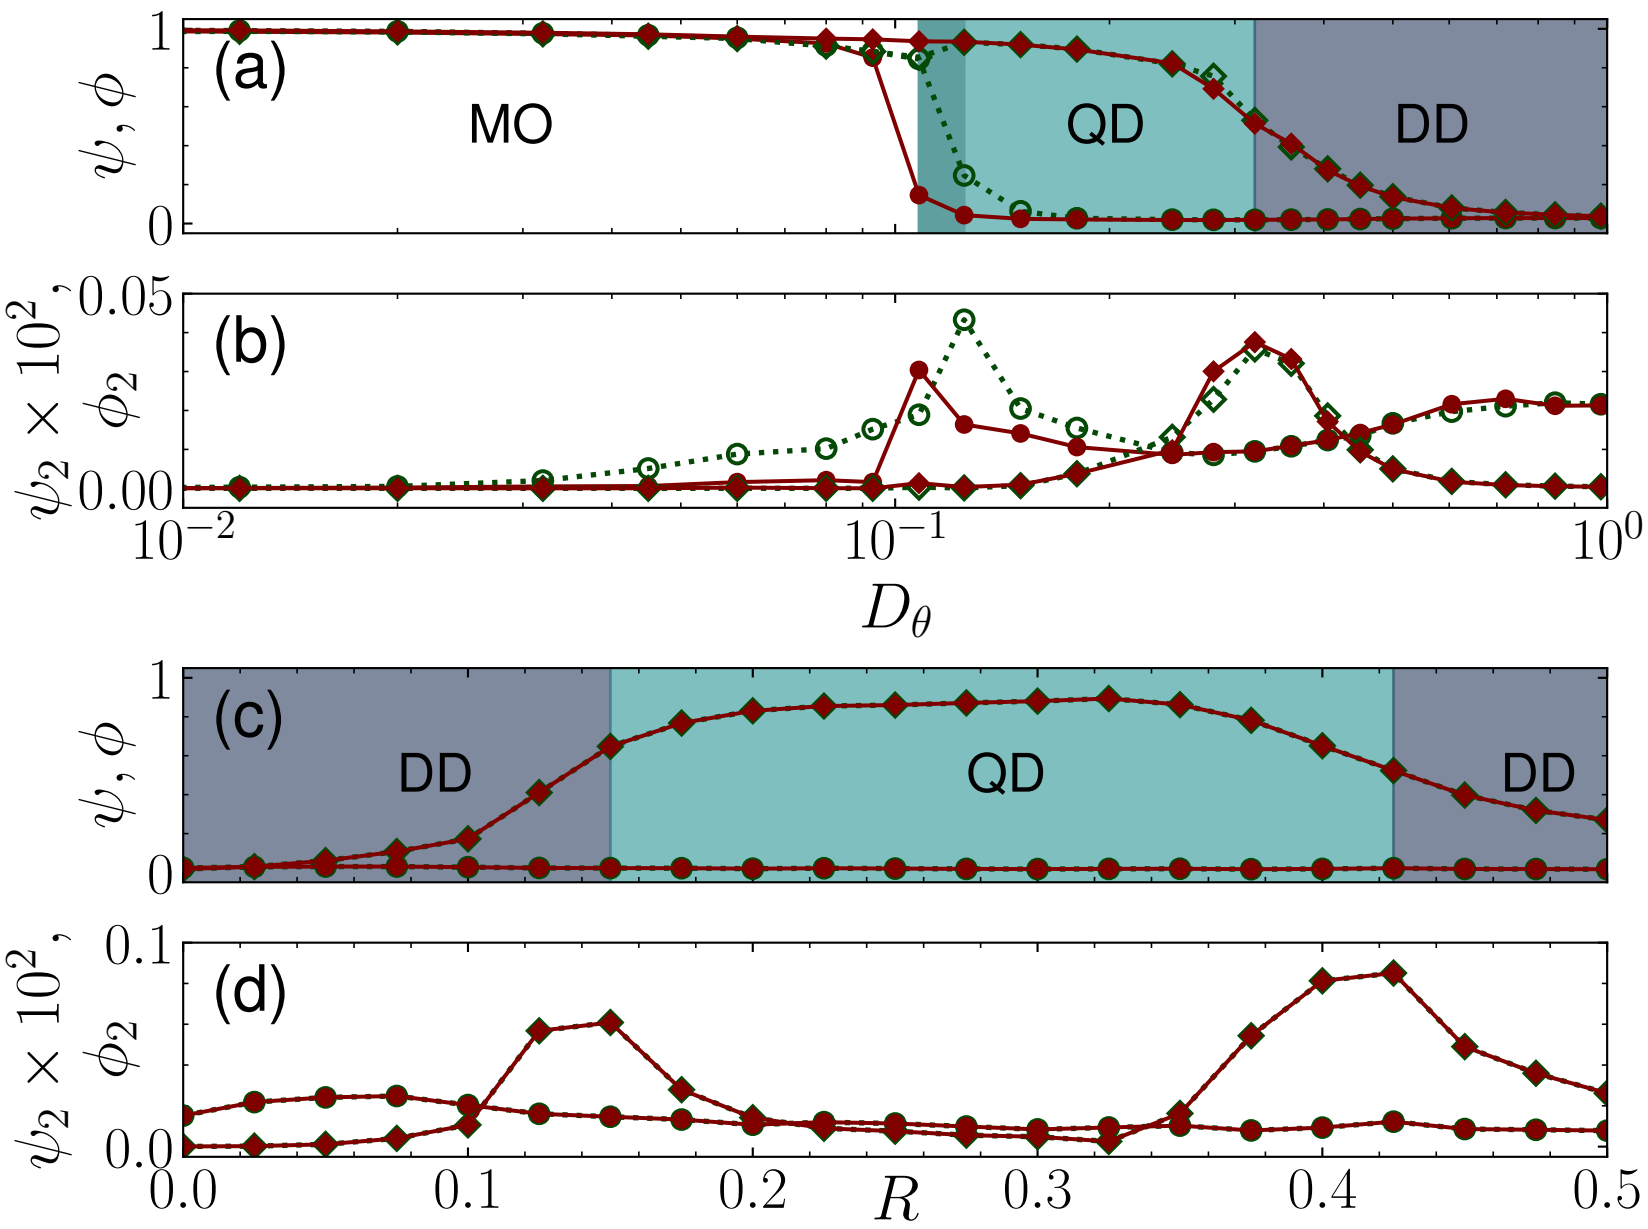 1
(a)
MO
QD
DD
ψ, ϕ
0
0.05
(b)
ψ₂ × 10²,
ϕ₂
0.00
10⁻² 10⁻¹ 10⁰
D_θ
1
(c)
DD
QD
DD
ψ, ϕ
0
0.1
(d)
ψ₂ × 10²,
ϕ₂
0.0
0.0 0.1 0.2 0.3 0.4 0.5
R